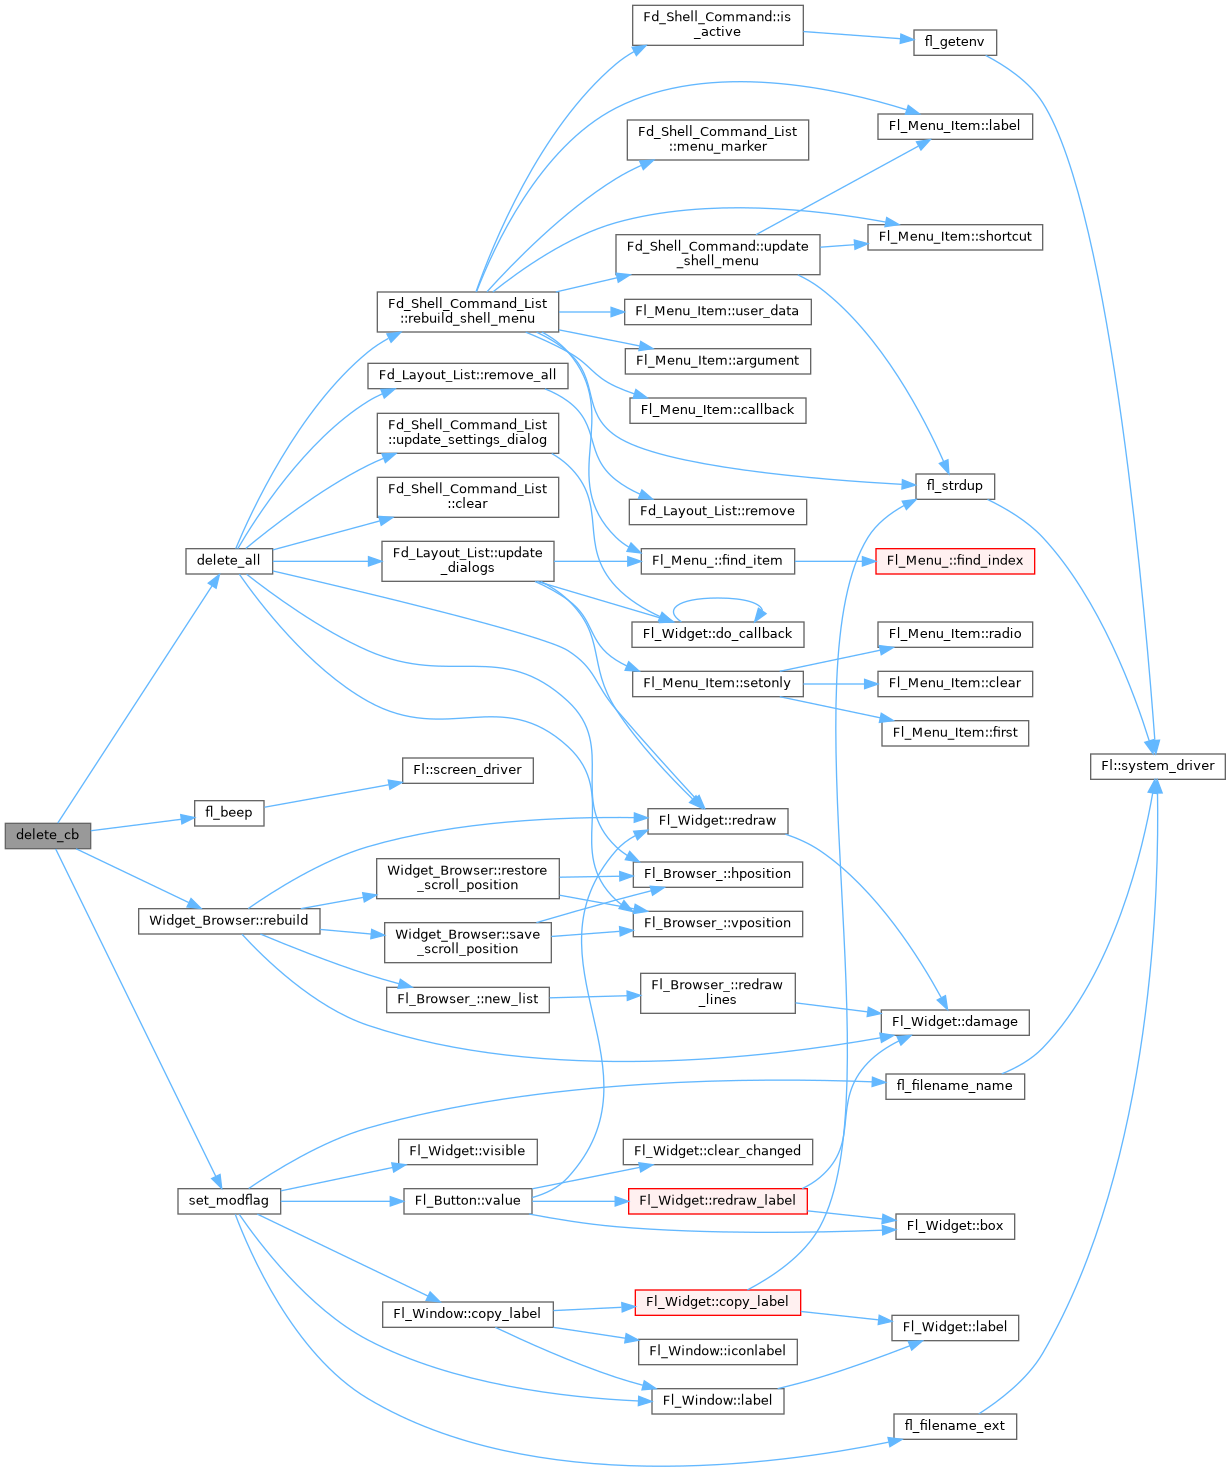 Fd_Shell_Command::is
_active
fl_getenv
Fl_Menu_Item::label
Fd_Shell_Command_List
::menu_marker
Fl_Menu_Item::shortcut
Fd_Shell_Command::update
_shell_menu
Fd_Shell_Command_List
::rebuild_shell_menu
Fl_Menu_Item::user_data
Fl_Menu_Item::argument
Fd_Layout_List::remove_all
Fl_Menu_Item::callback
Fd_Shell_Command_List
::update_settings_dialog
Fd_Shell_Command_List
::clear
fl_strdup
Fd_Layout_List::remove
delete_all
Fd_Layout_List::update
_dialogs
Fl_Menu_::find_item
Fl_Menu_::find_index
Fl_Widget::do_callback
Fl_Menu_Item::radio
Fl_Menu_Item::setonly
Fl_Menu_Item::clear
Fl_Menu_Item::first
Fl::system_driver
Fl::screen_driver
fl_beep
Fl_Widget::redraw
delete_cb
Widget_Browser::restore
_scroll_position
Fl_Browser_::hposition
Widget_Browser::rebuild
Fl_Browser_::vposition
Widget_Browser::save
_scroll_position
Fl_Browser_::new_list
Fl_Browser_::redraw
_lines
Fl_Widget::damage
fl_filename_name
Fl_Widget::visible
Fl_Widget::clear_changed
set_modflag
Fl_Button::value
Fl_Widget::redraw_label
Fl_Widget::box
Fl_Window::copy_label
Fl_Widget::copy_label
Fl_Widget::label
Fl_Window::iconlabel
Fl_Window::label
fl_filename_ext